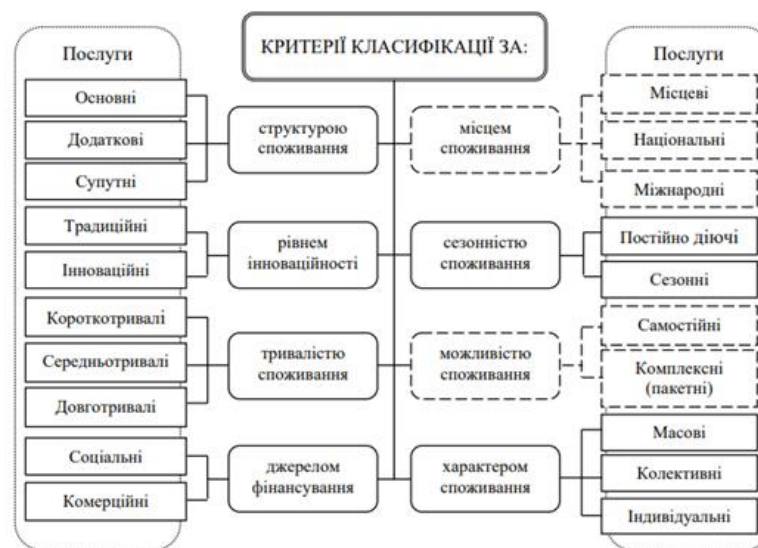 КРИТЕРІЇ КЛАСИФІКАЦІЇ ЗА:
Послуги
Основні
Додаткові
Супутні
Традиційні
Інноваційні
Короткотривалі
Середньотривалі
Довготривалі
Соціальні
Комерційні
структурою
споживання
рівнем
інноваційності
тривалістю
споживання
джерелом
фінансування
місцем
споживання
сезонністю
споживання
можливістю
споживання
характером
споживання
Послуги
Місцеві
Національні
Міжнародні
Постійно діючі
Сезонні
Самостійні
Комплексні
(пакетні)
Масові
Колективні
Індивідуальні